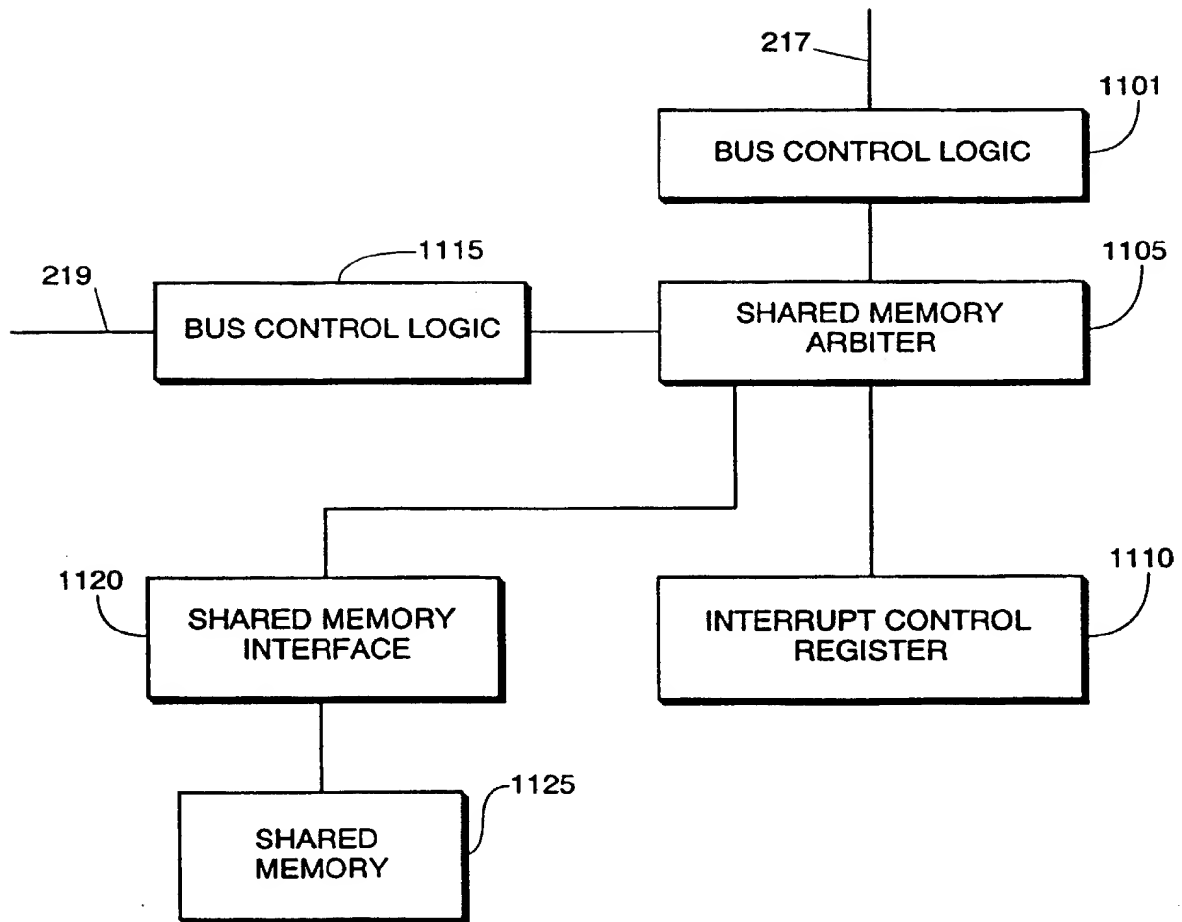 217
1101
BUS CONTROL LOGIC
1115
1105
219
BUS CONTROL LOGIC
SHARED MEMORY
ARBITER
1120
1110
SHARED MEMORY
INTERFACE
INTERRUPT CONTROL
REGISTER
1125
SHARED
MEMORY